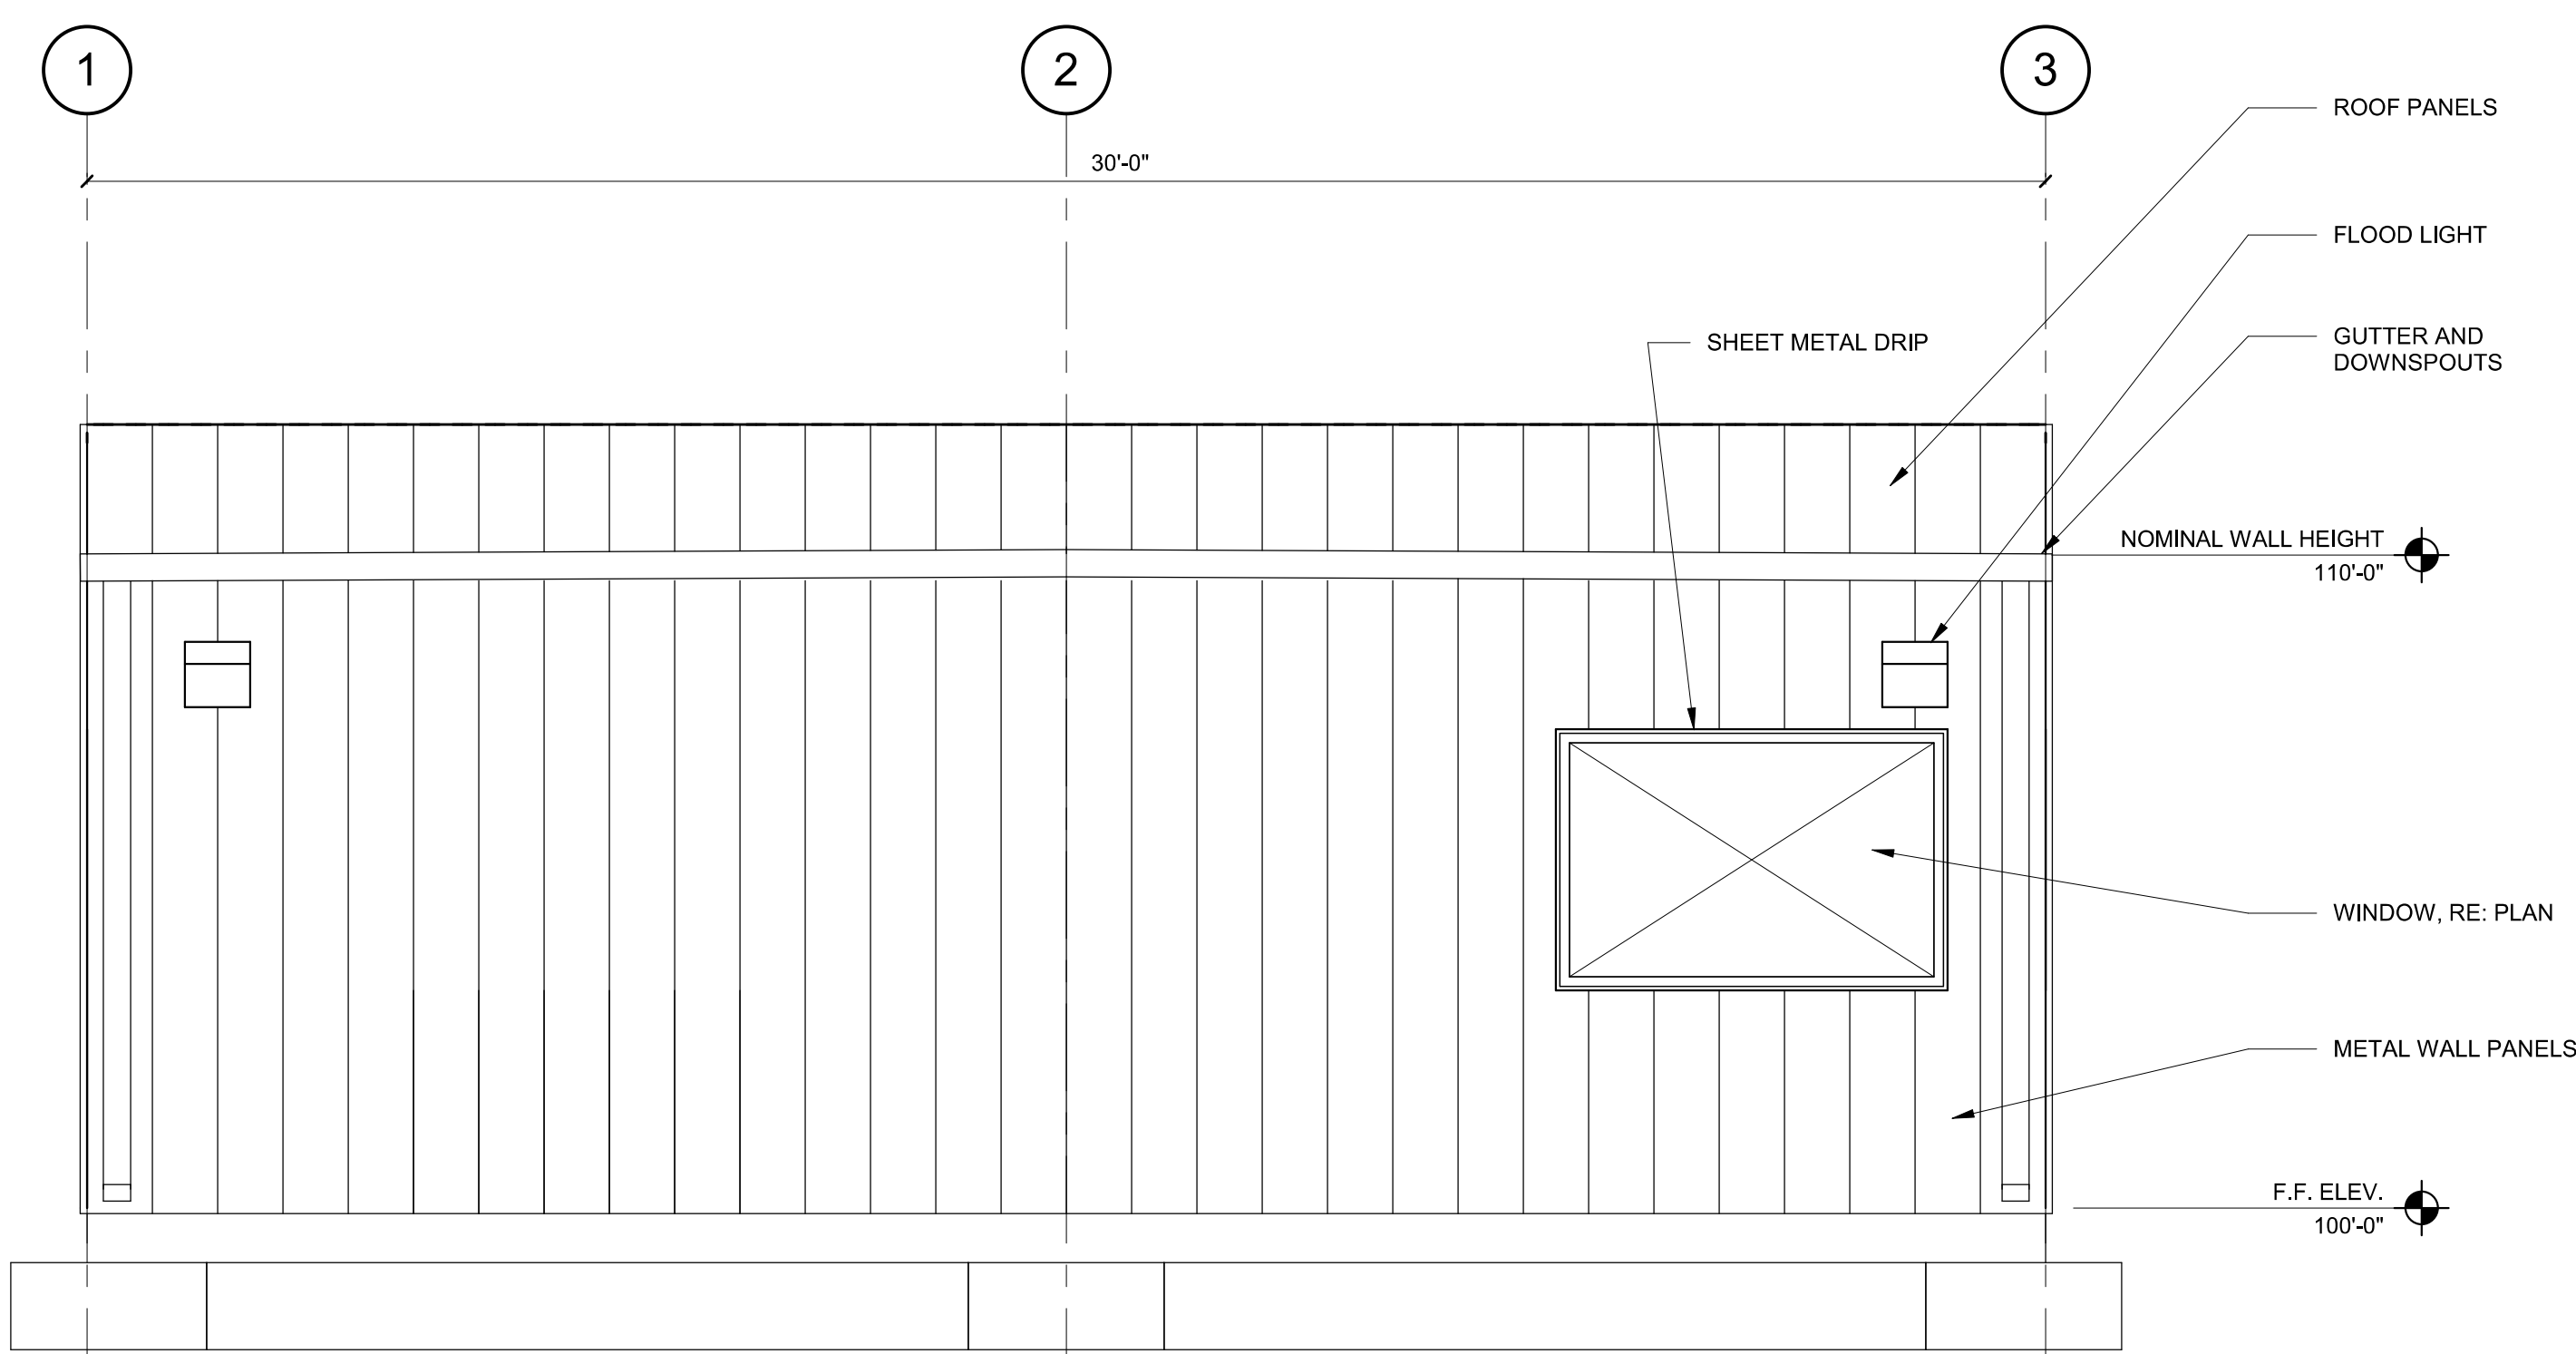 1
2
3
30'-0"
ROOF PANELS
FLOOD LIGHT
SHEET METAL DRIP
GUTTER AND
DOWNSPOUTS
NOMINAL WALL HEIGHT
110'-0"
WINDOW, RE: PLAN
METAL WALL PANELS
F.F. ELEV.
100'-0"